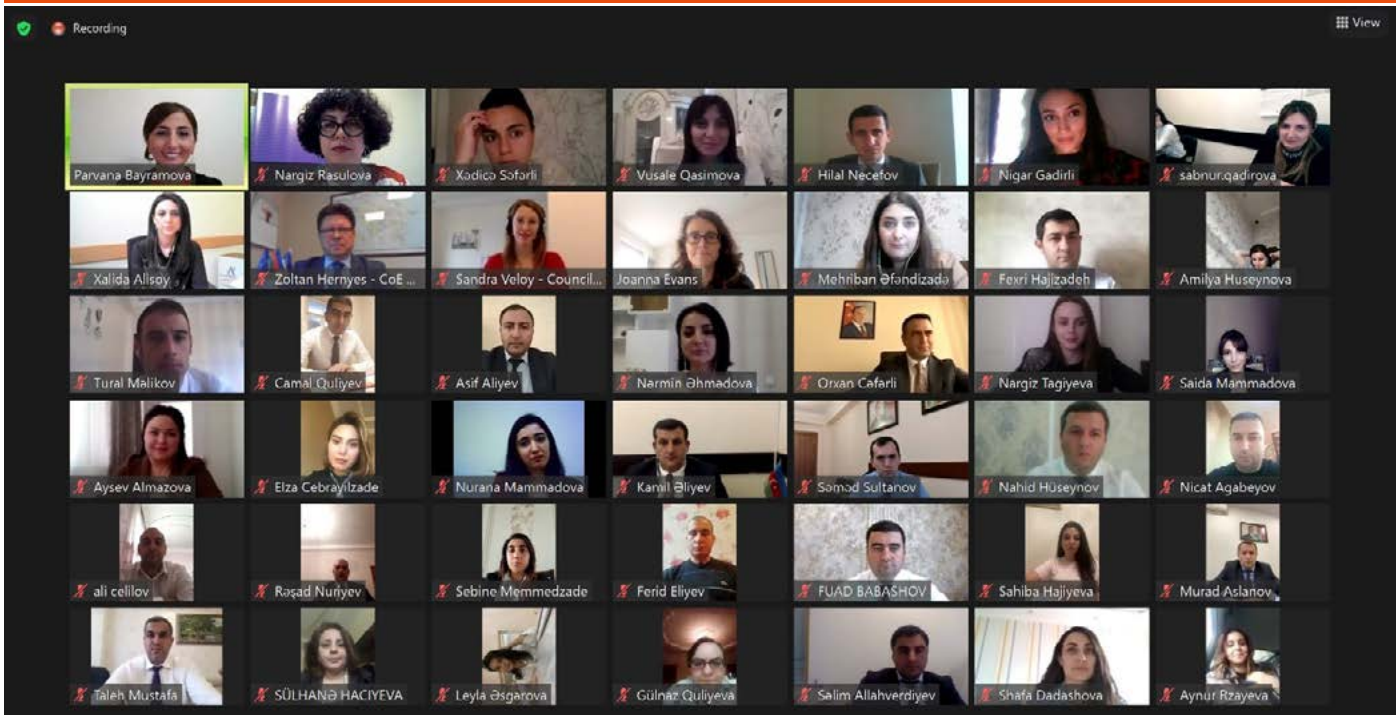 Recording
View
Parvana Bayramova
Nargiz Rasulova
Xədicə Səfərli
Vusale Qasimova
Hilal Necefov
Nigar Gadirli
sabnur.qadirova
Xalida Alisoy
Zoltan Hernyes - CoE ...
Sandra Veloy - Council...
Joanna Evans
Mehriban Əfəndizadə
Fexri Hajizadeh
Amilya Huseynova
Tural Məlikov
Camal Quliyev
Asif Aliyev
Nərmin Əhmədova
Orxan Cəfərli
Nargiz Tagiyeva
Saida Mammadova
Aysev Almazova
Elza Cebrayilzade
Nurana Mammadova
Kamil Əliyev
Səməd Sultanov
Nahid Hüseynov
Nicat Agabeyov
ali celilov
Rəşad Nuriyev
Sebine Memmedzade
Ferid Eliyev
FUAD BABASHOV
Sahiba Hajiyeva
Murad Aslanov
Taleh Mustafa
SÜLHANƏ HACIYEVA
Leyla Əsgərova
Gülnaz Quliyeva
Səlim Allahverdiyev
Shafa Dadashova
Aynur Rzayeva